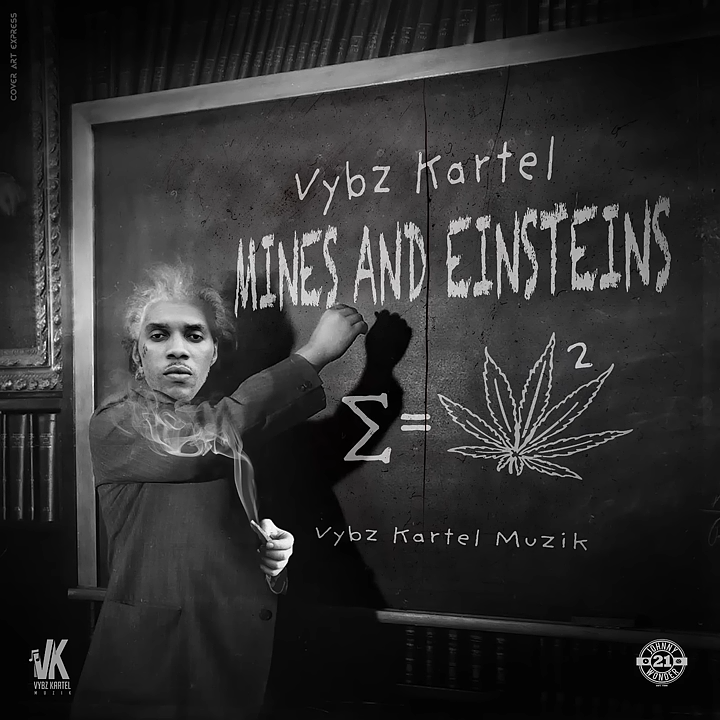 COVER ART EXPRESS
Vybz Kartel
MINES AND EINSTEINS
Σ = 2
Vybz Kartel Muzik
VK
VYBZ KARTEL
MUZIK
JOHNNY
21
WONDER